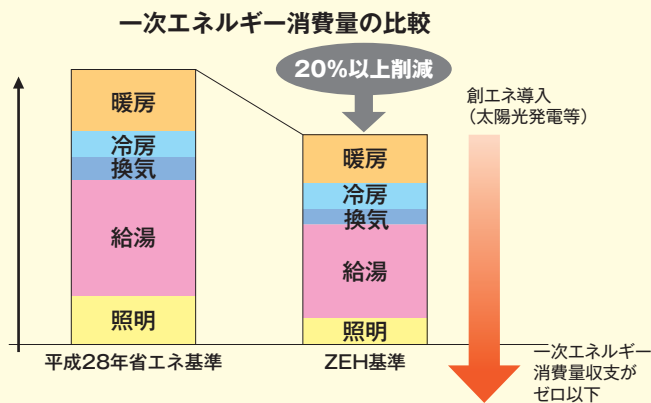 一次エネルギー消費量の比較
20%以上削減
創エネ導入
（太陽光発電等）
暖房
冷房
換気
給湯
照明
暖房
冷房
換気
給湯
照明
平成28年省エネ基準
ZEH基準
一次エネルギー
消費量収支が
ゼロ以下